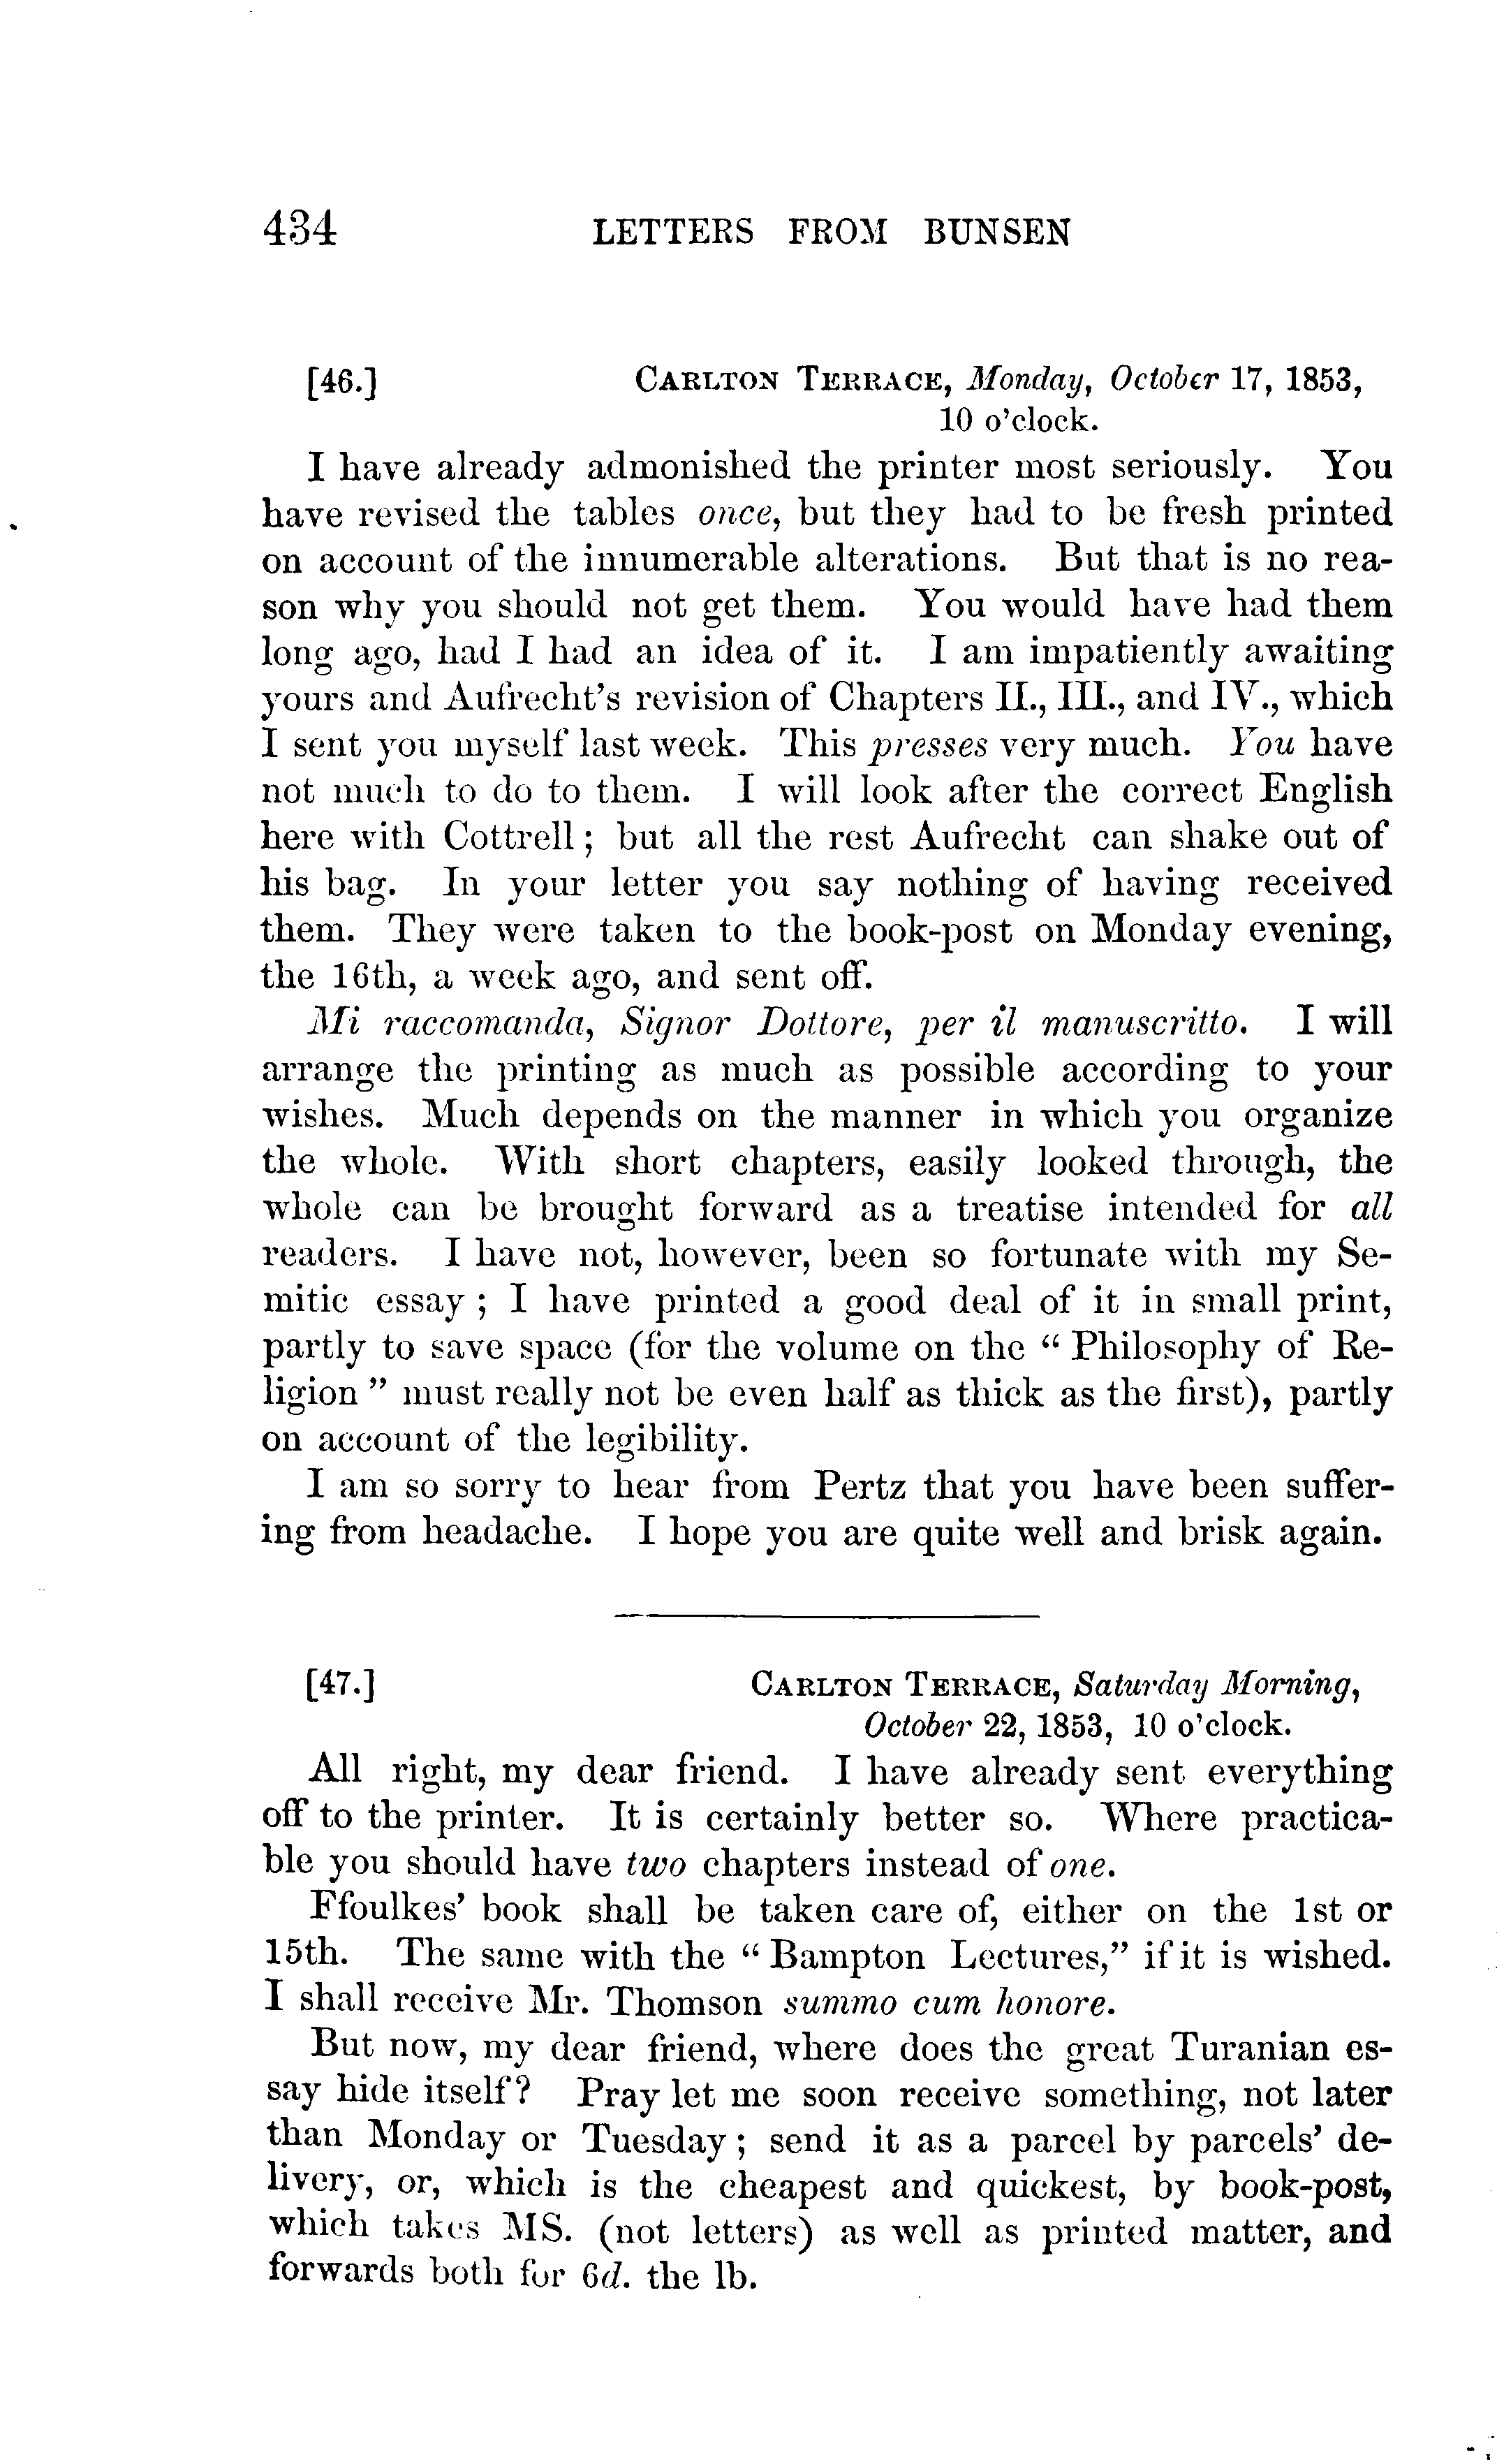 434 LETTERS FROM BUNSEN
[46.] CARLTON TERRACE, Monday, October 17, 1853,
10 o'clock.
I have already admonished the printer most seriously. You
have revised the tables once, but they had to be fresh printed
on account of the innumerable alterations. But that is no rea-
son why you should not get them. You would have had them
long ago, had I had an idea of it. I am impatiently awaiting
yours and Aufrecht's revision of Chapters II., III., and IV., which
I sent you myself last week. This presses very much. You have
not much to do to them. I will look after the correct English
here with Cottrell; but all the rest Aufrecht can shake out of
his bag. In your letter you say nothing of having received
them. They were taken to the book-post on Monday evening,
the 16th, a week ago, and sent off.
Mi raccomanda, Signor Dottore, per il manuscritto. I will
arrange the printing as much as possible according to your
wishes. Much depends on the manner in which you organize
the whole. With short chapters, easily looked through, the
whole can be brought forward as a treatise intended for all
readers. I have not, however, been so fortunate with my Se-
mitic essay; I have printed a good deal of it in small print,
partly to save space (for the volume on the "Philosophy of Re-
ligion" must really not be even half as thick as the first), partly
on account of the legibility.
I am so sorry to hear from Pertz that you have been suffer-
ing from headache. I hope you are quite well and brisk again.
[47.] CARLTON TERRACE, Saturday Morning,
October 22, 1853, 10 o'clock.
All right, my dear friend. I have already sent everything
off to the printer. It is certainly better so. Where practica-
ble you should have two chapters instead of one.
Ffoulkes' book shall be taken care of, either on the 1st or
15th. The same with the "Bampton Lectures," if it is wished.
I shall receive Mr. Thomson summo cum honore.
But now, my dear friend, where does the great Turanian es-
say hide itself? Pray let me soon receive something, not later
than Monday or Tuesday; send it as a parcel by parcels' de-
livery, or, which is the cheapest and quickest, by book-post,
which takes MS. (not letters) as well as printed matter, and
forwards both for 6d. the lb.